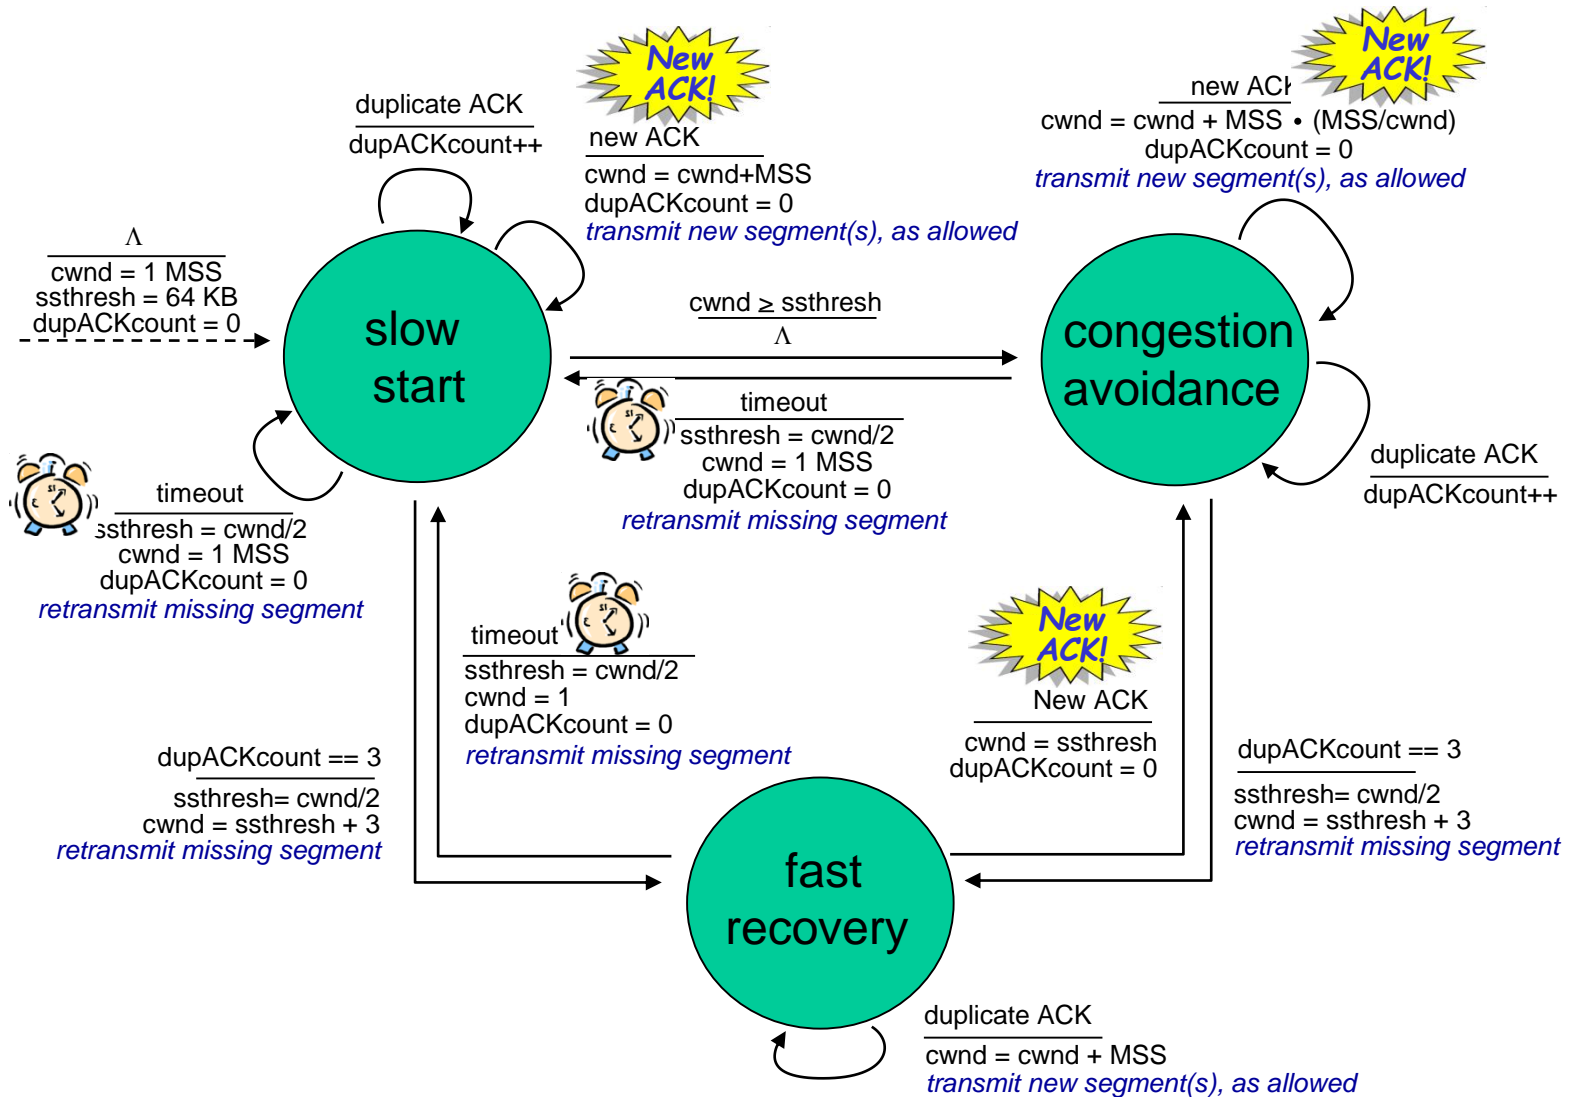 New
ACK!
duplicate ACK
dupACKcount++
new ACK
cwnd = cwnd+MSS
dupACKcount = 0
transmit new segment(s), as allowed
New
ACK!
new ACK
cwnd = cwnd + MSS • (MSS/cwnd)
dupACKcount = 0
transmit new segment(s), as allowed
Λ
cwnd = 1 MSS
ssthresh = 64 KB
dupACKcount = 0
slow
start
cwnd ≥ ssthresh
Λ
timeout
ssthresh = cwnd/2
cwnd = 1 MSS
dupACKcount = 0
retransmit missing segment
congestion
avoidance
duplicate ACK
dupACKcount++
timeout
ssthresh = cwnd/2
cwnd = 1 MSS
dupACKcount = 0
retransmit missing segment
timeout
ssthresh = cwnd/2
cwnd = 1
dupACKcount = 0
retransmit missing segment
New
ACK!
New ACK
cwnd = ssthresh
dupACKcount = 0
dupACKcount == 3
ssthresh= cwnd/2
cwnd = ssthresh + 3
retransmit missing segment
dupACKcount == 3
ssthresh= cwnd/2
cwnd = ssthresh + 3
retransmit missing segment
fast
recovery
duplicate ACK
cwnd = cwnd + MSS
transmit new segment(s), as allowed